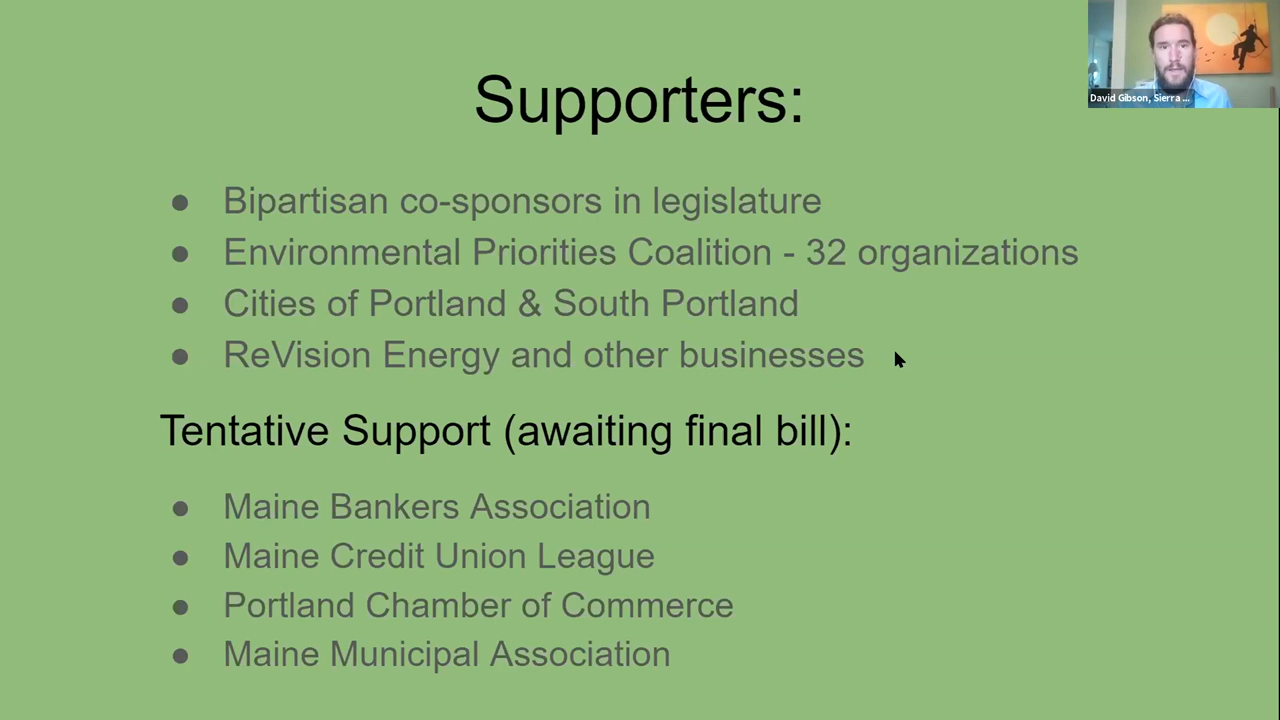 Supporters:
David Gibson, Sierra ...
● Bipartisan co-sponsors in legislature
● Environmental Priorities Coalition - 32 organizations
● Cities of Portland & South Portland
● ReVision Energy and other businesses
Tentative Support (awaiting final bill):
● Maine Bankers Association
● Maine Credit Union League
● Portland Chamber of Commerce
● Maine Municipal Association